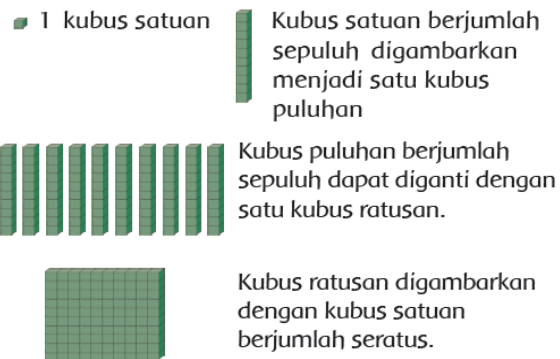 1 kubus satuan
Kubus satuan berjumlah
sepuluh digambarkan
menjadi satu kubus
puluhan
Kubus puluhan berjumlah
sepuluh dapat diganti dengan
satu kubus ratusan.
Kubus ratusan digambarkan
dengan kubus satuan
berjumlah seratus.